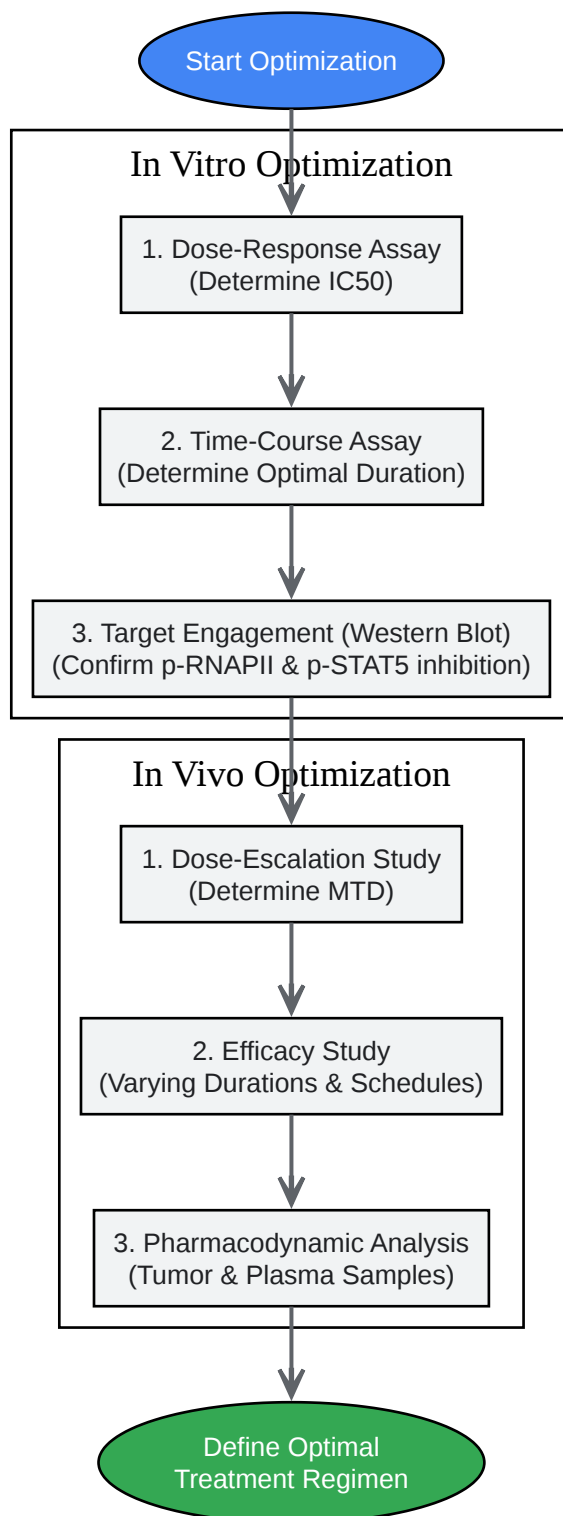 Start Optimization
In Vitro Optimization
1. Dose-Response Assay
(Determine IC50)
2. Time-Course Assay
(Determine Optimal Duration)
3. Target Engagement (Western Blot)
(Confirm p-RNAPII & p-STAT5 inhibition)
In Vivo Optimization
1. Dose-Escalation Study
(Determine MTD)
2. Efficacy Study
(Varying Durations & Schedules)
3. Pharmacodynamic Analysis
(Tumor & Plasma Samples)
Define Optimal
Treatment Regimen